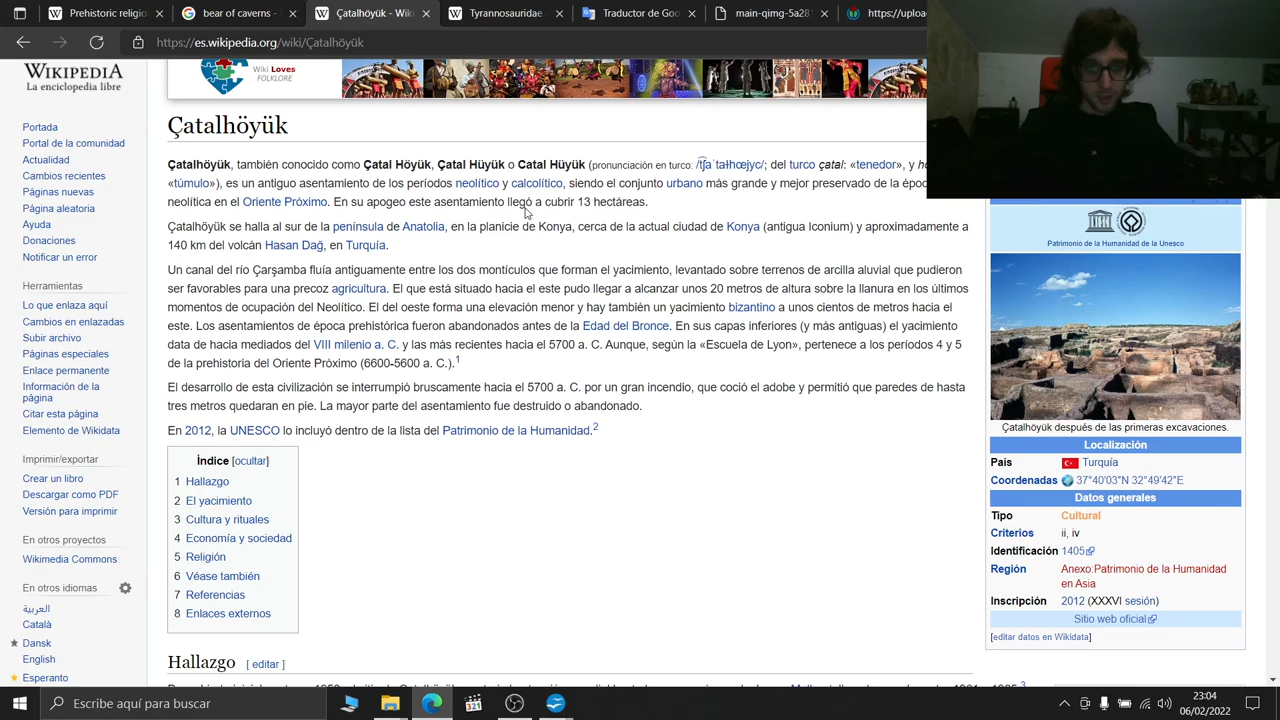 Prehistoric religio
bear of caverns -
Çatalhöyük - Wik
Tyrannosauridae
Traductor de Goo
main-qimg-5a281
https://uploa
https://es.wikipedia.org/wiki/Çatalhöyük
WIKIPEDIA
La enciclopedia libre
Wiki Loves
FOLKLORE
Portada
Portal de la comunidad
Actualidad
Cambios recientes
Páginas nuevas
Página aleatoria
Ayuda
Donaciones
Notificar un error
Herramientas
Lo que enlaza aquí
Cambios en enlazadas
Subir archivo
Páginas especiales
Enlace permanente
Información de la
página
Citar esta página
Elemento de Wikidata
Imprimir/exportar
Crear un libro
Descargar como PDF
Versión para imprimir
En otros proyectos
Wikimedia Commons
En otros idiomas
العربية
Català
Dansk
English
Esperanto
Çatalhöyük
Çatalhöyük, también conocido como Çatal Höyük, Çatal Hüyük o Catal Hüyük (pronunciación en turco: /t͡ʃaˈtaɫhœjyc/; del turco çatal: «tenedor», y
«túmulo»), es un antiguo asentamiento de los períodos neolítico y calcolítico, siendo el conjunto urbano más grande y mejor preservado de la époc
neolítica en el Oriente Próximo. En su apogeo este asentamiento llegó a cubrir 13 hectáreas.
Çatalhöyük se halla al sur de la península de Anatolia, en la planicie de Konya, cerca de la actual ciudad de Konya (antigua Iconium) y aproximadamente a
140 km del volcán Hasan Dağ, en Turquía.
Un canal del río Çarşamba fluía antiguamente entre los dos montículos que forman el yacimiento, levantado sobre terrenos de arcilla aluvial que pudieron
ser favorables para una precoz agricultura. El que está situado hacia el este pudo llegar a alcanzar unos 20 metros de altura sobre la llanura en los últimos
momentos de ocupación del Neolítico. El del oeste forma una elevación menor y hay también un yacimiento bizantino a unos cientos de metros hacia el
este. Los asentamientos de época prehistórica fueron abandonados antes de la Edad del Bronce. En sus capas inferiores (y más antiguas) el yacimiento
data de hacia mediados del VIII milenio a. C. y las más recientes hacia el 5700 a. C. Aunque, según la «Escuela de Lyon», pertenece a los períodos 4 y 5
de la prehistoria del Oriente Próximo (6600-5600 a. C.).1
El desarrollo de esta civilización se interrumpió bruscamente hacia el 5700 a. C. por un gran incendio, que coció el adobe y permitió que paredes de hasta
tres metros quedaran en pie. La mayor parte del asentamiento fue destruido o abandonado.
En 2012, la UNESCO lo incluyó dentro de la lista del Patrimonio de la Humanidad.2
Índice [ocultar]
1 Hallazgo
2 El yacimiento
3 Cultura y rituales
4 Economía y sociedad
5 Religión
6 Véase también
7 Referencias
8 Enlaces externos
Hallazgo [ editar ]
Patrimonio de la Humanidad de la Unesco
Çatalhöyük después de las primeras excavaciones.
Localización
País Turquía
Coordenadas 37°40′03″N 32°49′42″E
Datos generales
Tipo Cultural
Criterios ii, iv
Identificación 1405
Región Anexo:Patrimonio de la Humanidad
en Asia
Inscripción 2012 (XXXVI sesión)
Sitio web oficial
[editar datos en Wikidata]
Escribe aquí para buscar
321
23:04
06/02/2022